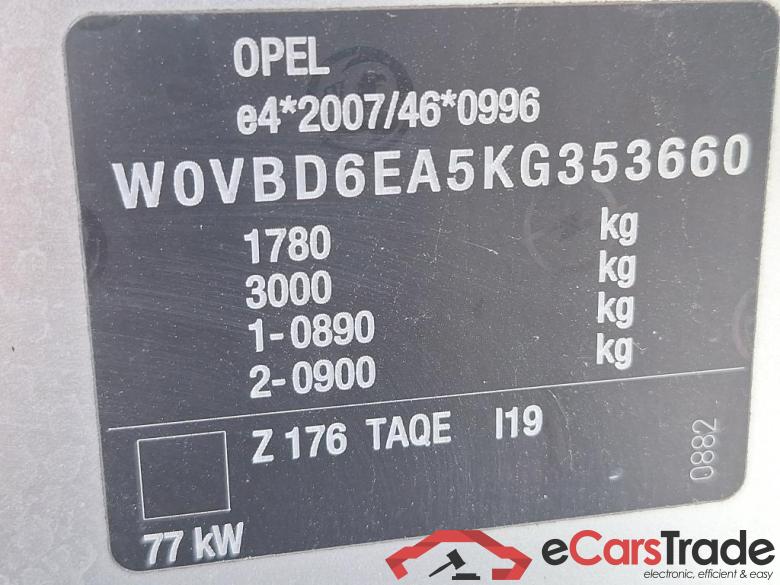 OPEL
e4*2007/46*0996
W0VBD6EA5KG353660
1780 kg
3000 kg
1-0890 kg
2-0900 kg
Z 176 TAQE I19
0882
77 kW
eCarsTrade
electronic, efficient & easy